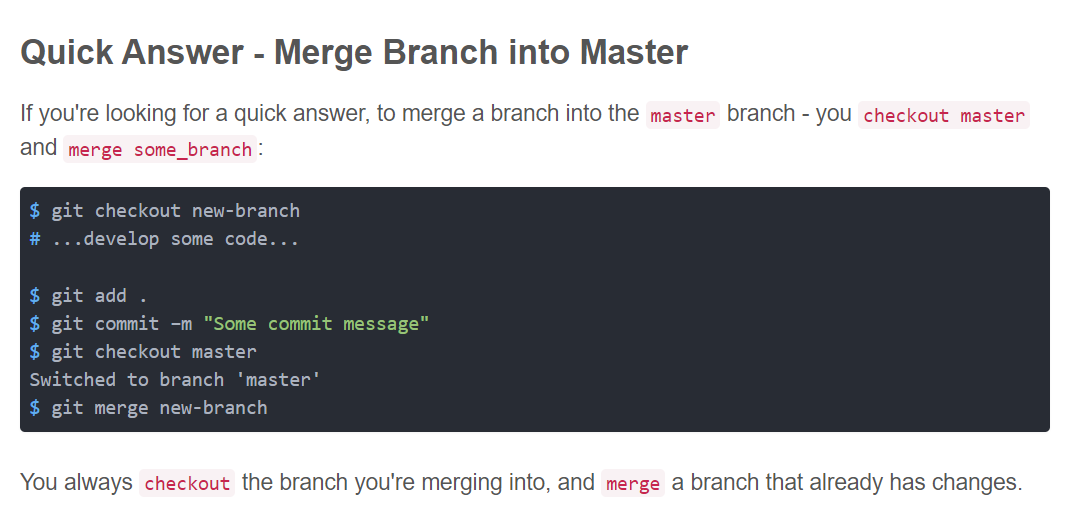 Quick Answer - Merge Branch into Master
If you're looking for a quick answer, to merge a branch into the master branch - you checkout master
and merge some_branch:
$ git checkout new-branch
# ...develop some code...
$ git add .
$ git commit –m "Some commit message"
$ git checkout master
Switched to branch 'master'
$ git merge new-branch
You always checkout the branch you're merging into, and merge a branch that already has changes.